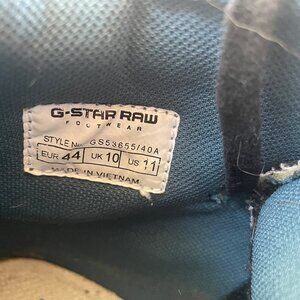 G-STAR RAW
FOOTWEAR
STYLE No. GS53655/40A
EUR 44 UK 10 US 11
MADE IN VIETNAM